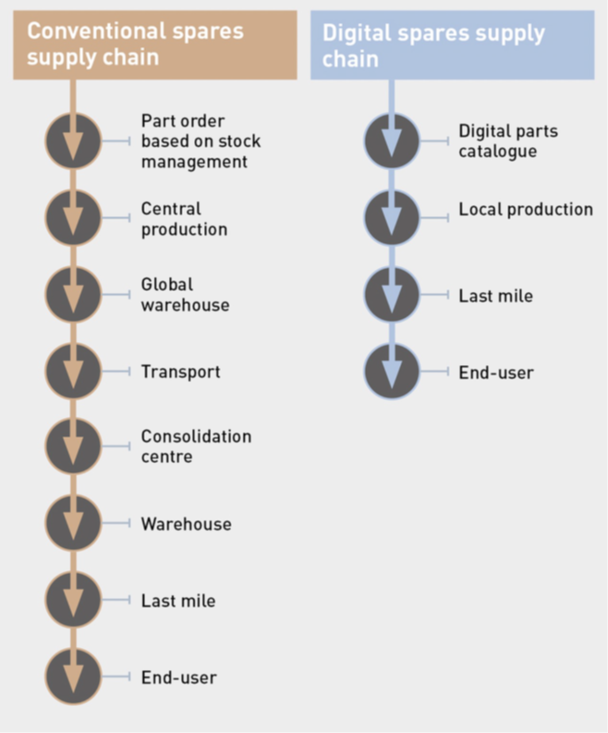 Conventional spares
supply chain
Part order
based on stock
management
Central
production
Global
warehouse
Transport
Consolidation
centre
Warehouse
Last mile
End-user
Digital spares supply
chain
Digital parts
catalogue
Local production
Last mile
End-user